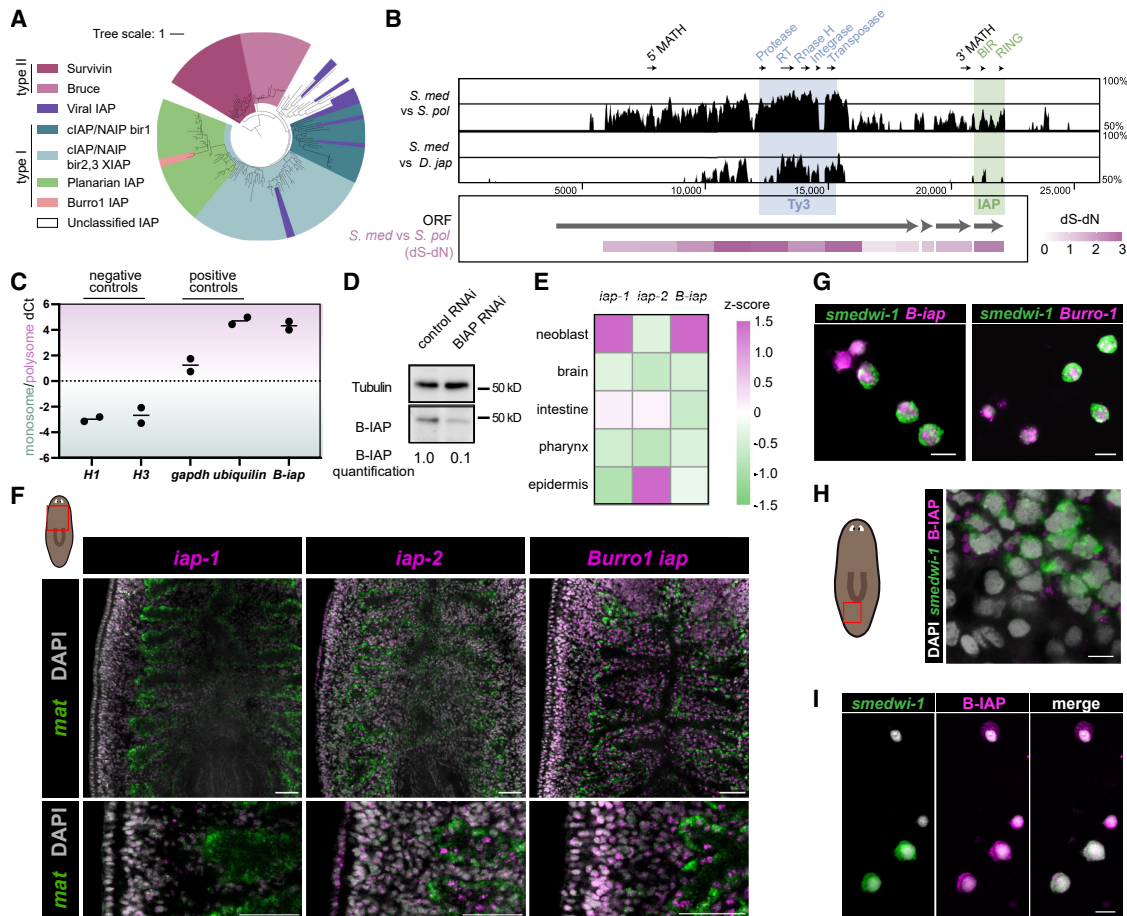 A
Tree scale: 1
type II
Survivin
Bruce
Viral IAP
type I
cIAP/NAIP bir1
cIAP/NAIP
bir2,3 XIAP
Planarian IAP
Burro1 IAP
Unclassified IAP
B
5' MATH
Protease
RT
Rnase H
Integrase
Transposase
3' MATH
BIR
RING
S. med
vs S. pol
100%
50%
S. med
vs D. jap
100%
50%
5000
10,000
15,000
20,000
25,000
Ty3
IAP
ORF
S. med vs S. pol
(dS-dN)
dS-dN
0 1 2 3
C
negative
controls
positive
controls
monosome/polysome dCt
6
4
2
0
-2
-4
-6
H1 H3 gapdh ubiquilin B-iap
D
control RNAi
BIAP RNAi
Tubulin
50 kD
B-IAP
50 kD
B-IAP 1.0 0.1
quantification
E
iap-1 iap-2 B-iap
neoblast
brain
intestine
pharynx
epidermis
z-score
1.5
1.0
0.5
0
-0.5
-1.0
-1.5
G
smedwi-1 B-iap
smedwi-1 Burro-1
F
iap-1
iap-2
Burro1 iap
mat DAPI
mat DAPI
H
DAPI smedwi-1 B-IAP
I
smedwi-1
B-IAP
merge